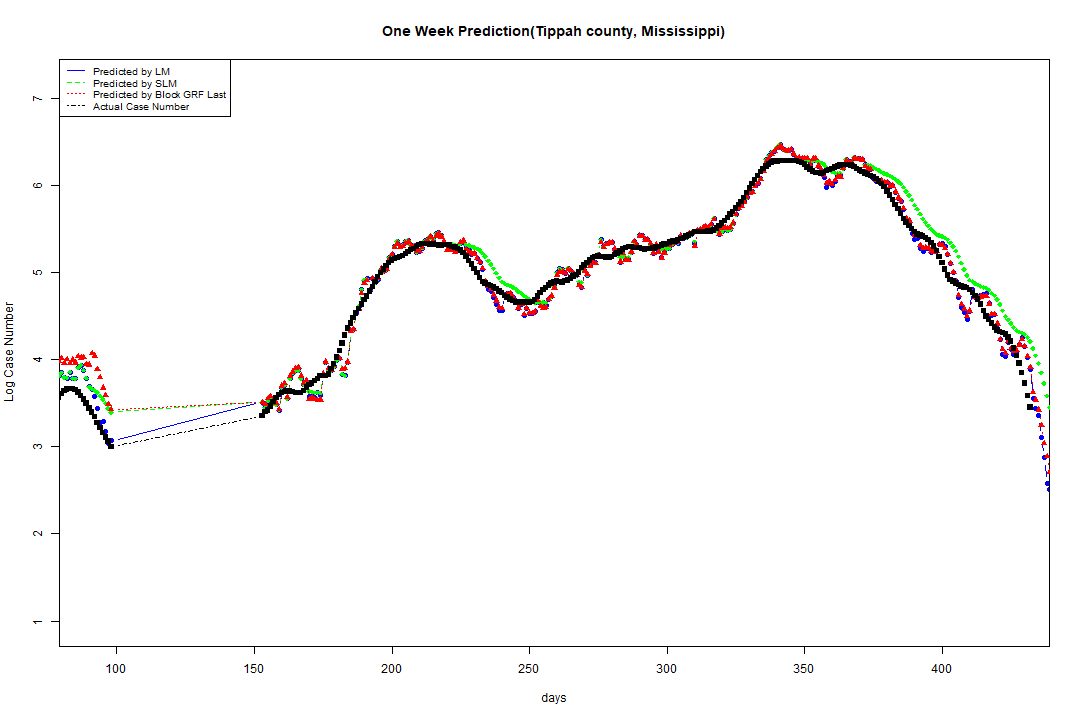 One Week Prediction(Tippah county, Mississippi)
Predicted by LM
Predicted by SLM
Predicted by Block GRF Last
Actual Case Number
7
6
5
4
3
2
1
Log Case Number
100 150 200 250 300 350 400
days